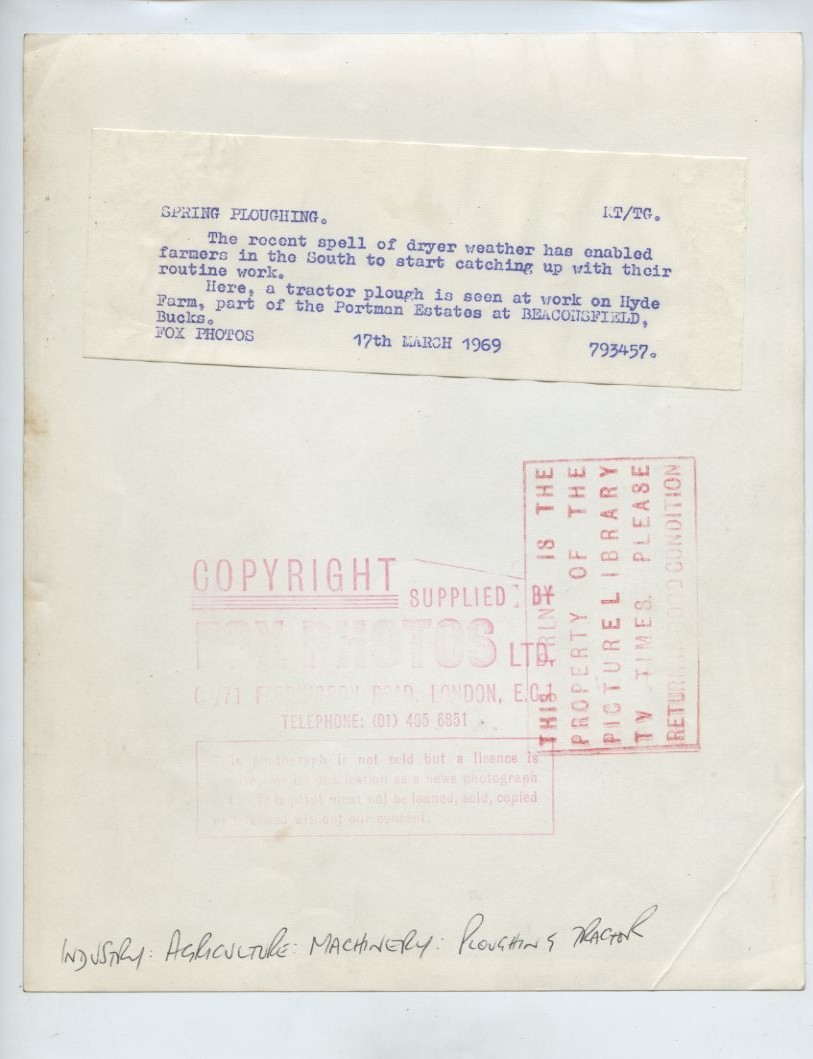 SPRING PLOUGHING. KT/TG.
The recent spell of dryer weather has enabled
farmers in the South to start catching up with their
routine work.
Here, a tractor plough is seen at work on Hyde
Farm, part of the Portman Estates at BEACONSFIELD,
Bucks.
FOX PHOTOS 17th MARCH 1969 793457.
COPYRIGHT SUPPLIED BY
FOX PHOTOS LTD.
ROAD, LONDON, E.C.1
TELEPHONE: (01) 405 6851
photograph is not sold but a licence is
publication as a news photograph
print must not be loaned, sold, copied
without our consent.
THIS PRINT IS THE
PROPERTY OF THE
PICTURE LIBRARY
TV TIMES. PLEASE
RETURN IN GOOD CONDITION
INDUSTRY: AGRICULTURE: MACHINERY: PLOUGHING TRACTOR